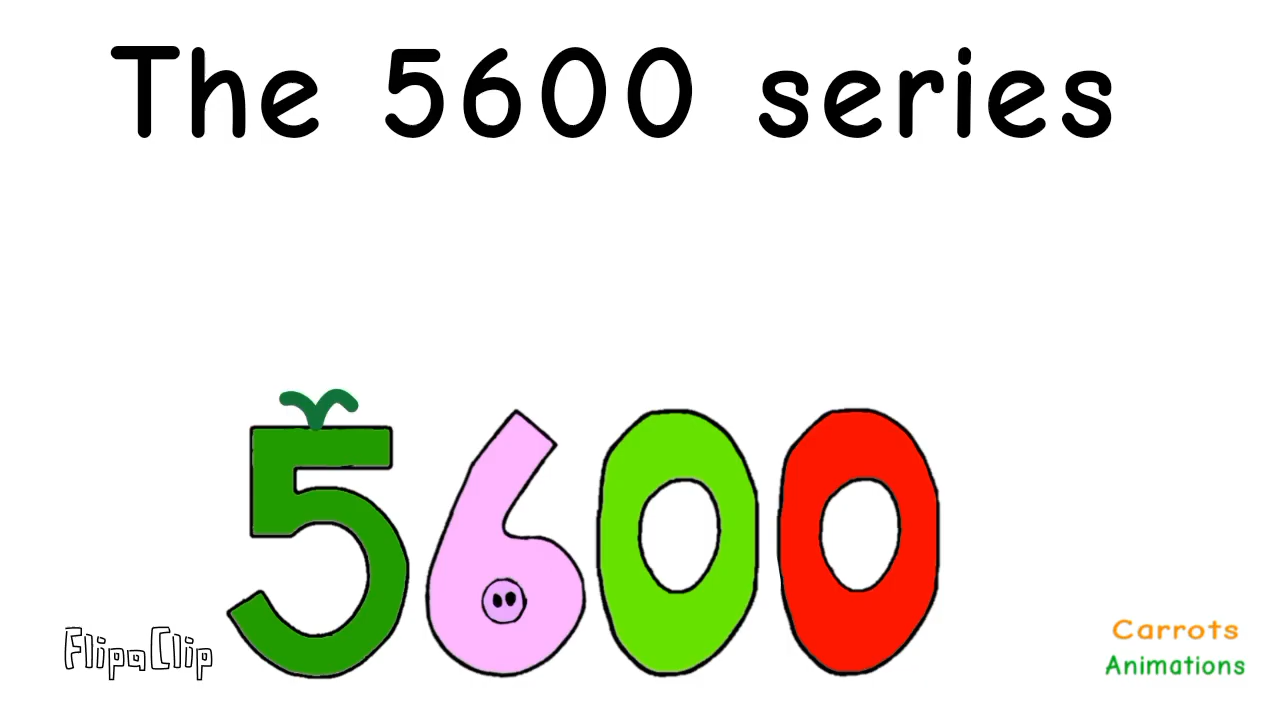 The 5600 series
5600
FlipaClip
Carrots
Animations